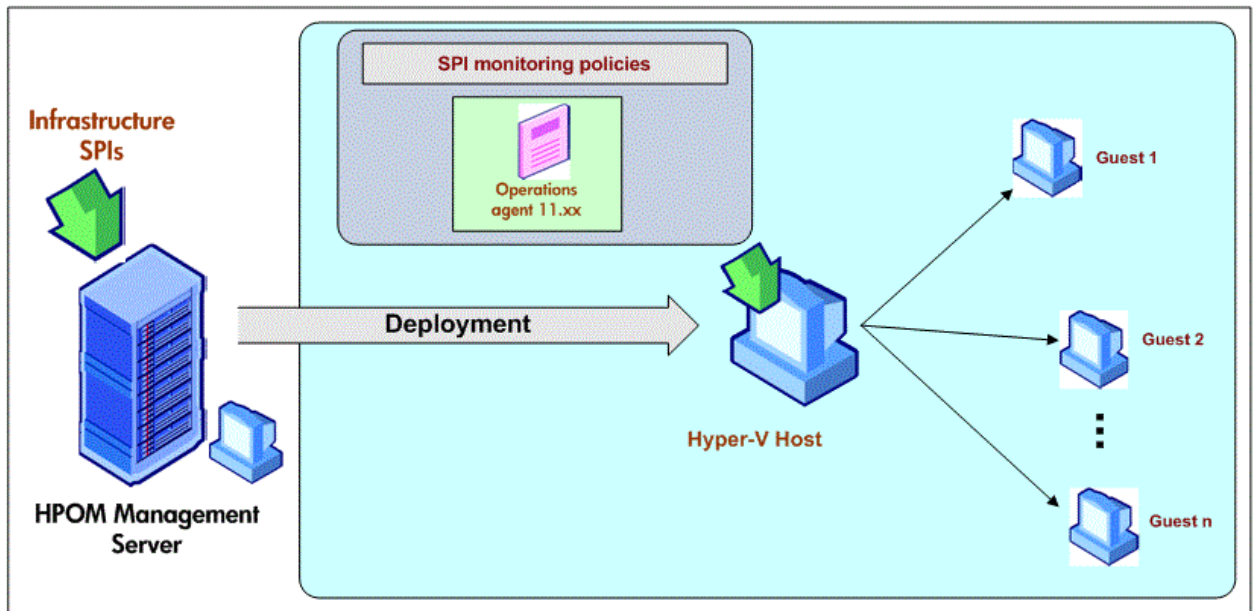 SPI monitoring policies
Infrastructure
SPIs
Operations
agent 11.xx
Guest 1
Deployment
Guest 2
Hyper-V Host
HPOM Management
Server
Guest n